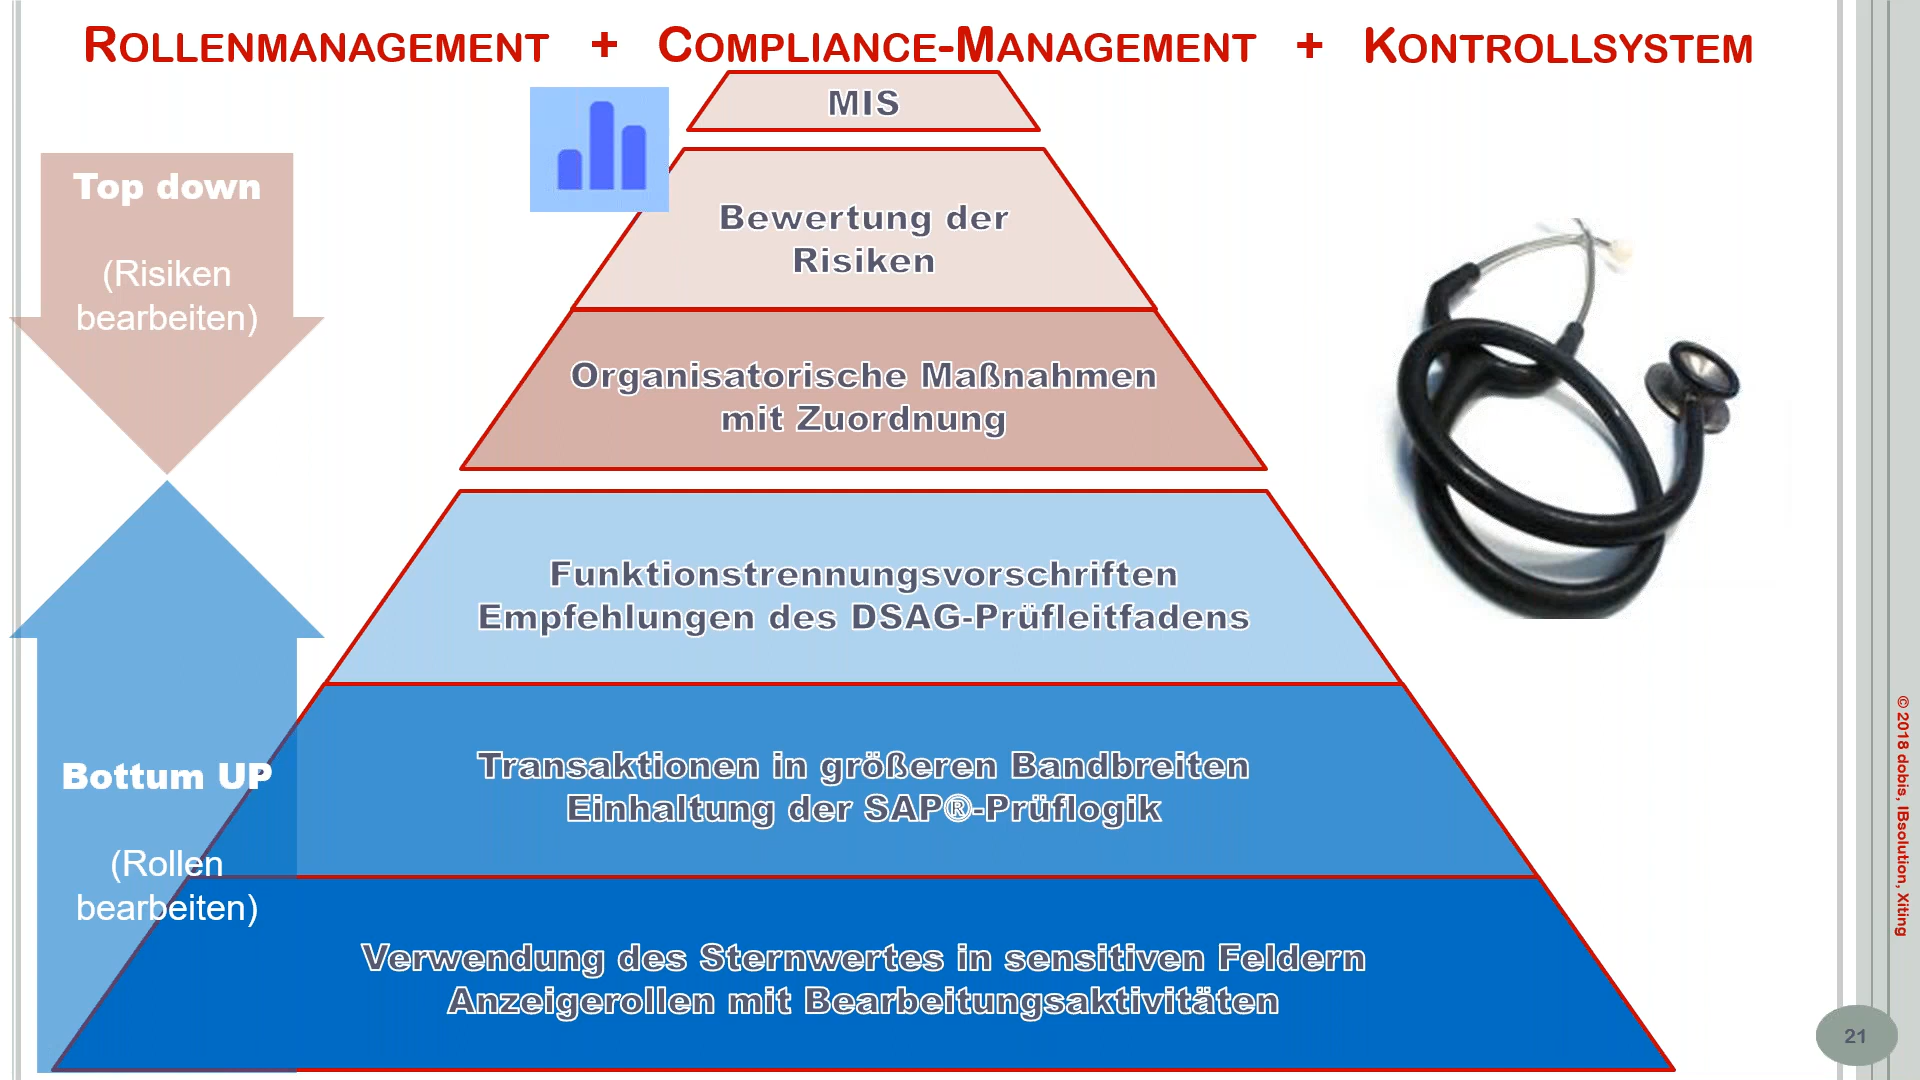 ROLLENMANAGEMENT + COMPLIANCE-MANAGEMENT + KONTROLLSYSTEM
MIS
Top down
(Risiken
bearbeiten)
Bewertung der
Risiken
Organisatorische Maßnahmen
mit Zuordnung
Funktionstrennungsvorschriften
Empfehlungen des DSAG-Prüfleitfadens
Bottum UP
(Rollen
bearbeiten)
Transaktionen in größeren Bandbreiten
Einhaltung der SAP®-Prüflogik
Verwendung des Sternwertes in sensitiven Feldern
Anzeigerollen mit Bearbeitungsaktivitäten
© 2018 dobis, IBsolution, Xiting
21